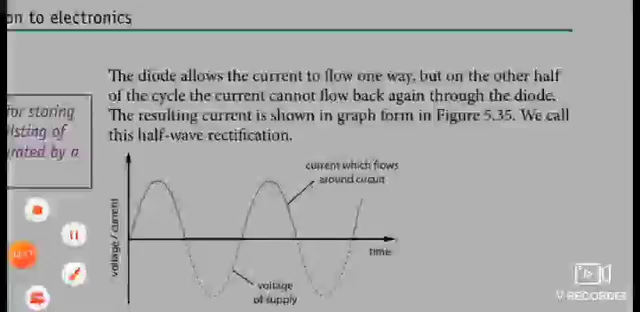 on to electronics
The diode allows the current to flow one way, but on the other half
of the cycle the current cannot flow back again through the diode.
The resulting current is shown in graph form in Figure 5.35. We call
this half-wave rectification.
for storing
sting of
rated by a
current which flows
around circuit
voltage / current
time
voltage
of supply
V RECORDER